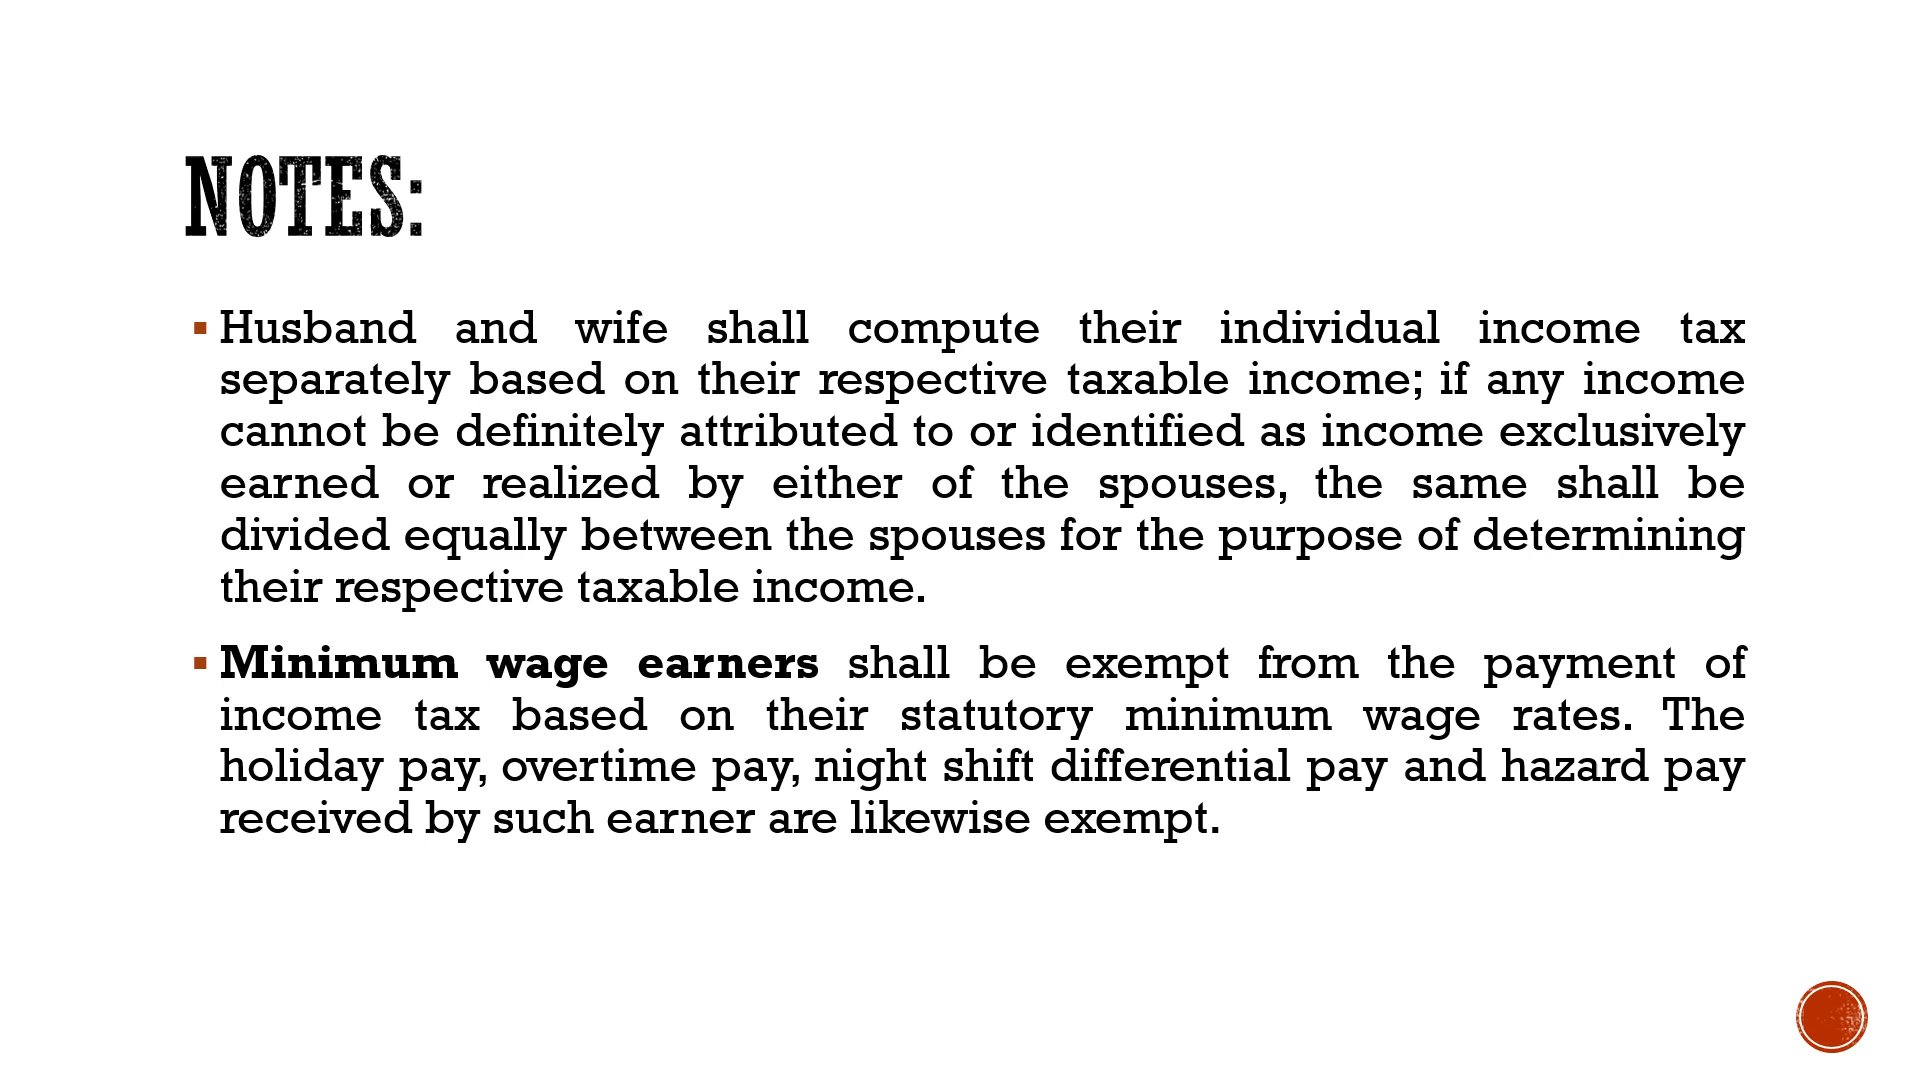 NOTES:
▪ Husband and wife shall compute their individual income tax
separately based on their respective taxable income; if any income
cannot be definitely attributed to or identified as income exclusively
earned or realized by either of the spouses, the same shall be
divided equally between the spouses for the purpose of determining
their respective taxable income.
▪ Minimum wage earners shall be exempt from the payment of
income tax based on their statutory minimum wage rates. The
holiday pay, overtime pay, night shift differential pay and hazard pay
received by such earner are likewise exempt.